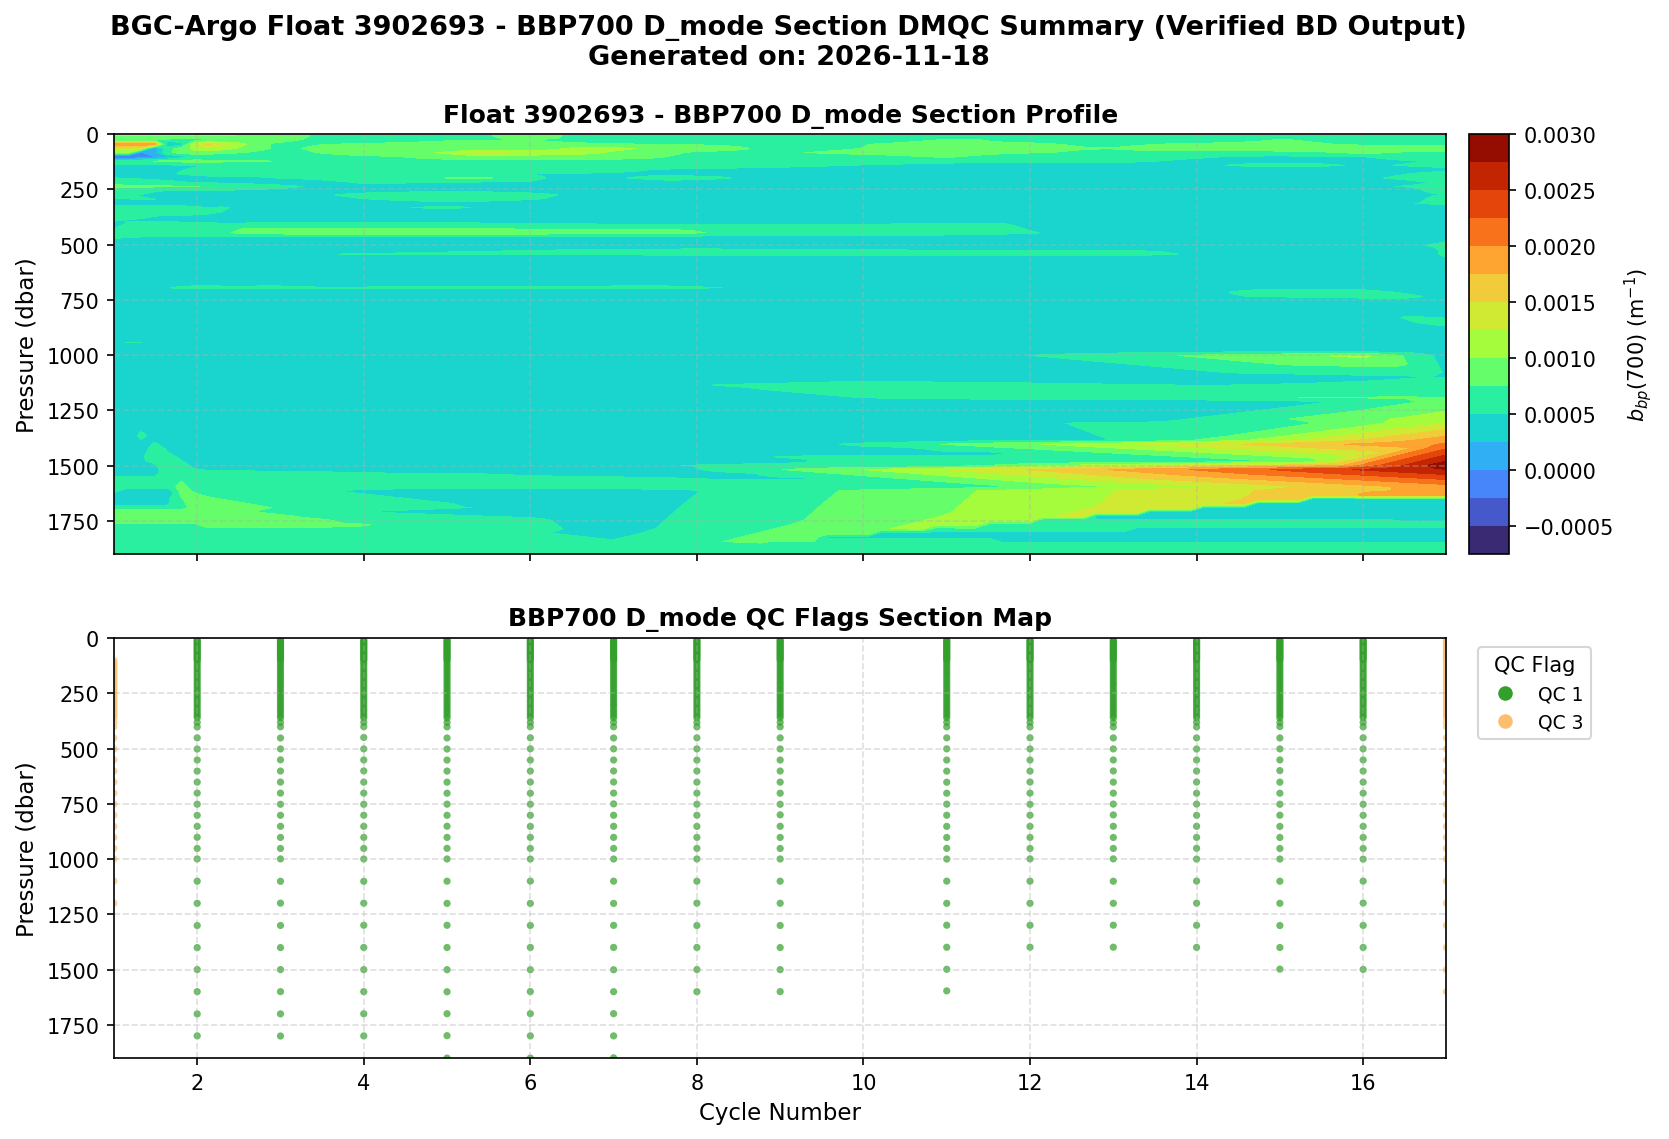 BGC-Argo Float 3902693 - BBP700 D_mode Section DMQC Summary (Verified BD Output)
Generated on: 2026-11-18
Float 3902693 - BBP700 D_mode Section Profile
0
250
500
750
1000
1250
1500
1750
Pressure (dbar)
0.0030
0.0025
0.0020
0.0015
0.0010
0.0005
0.0000
−0.0005
b_{bp}(700) (m⁻¹)
BBP700 D_mode QC Flags Section Map
0
250
500
750
1000
1250
1500
1750
Pressure (dbar)
2
4
6
8
10
12
14
16
Cycle Number
QC Flag
QC 1
QC 3